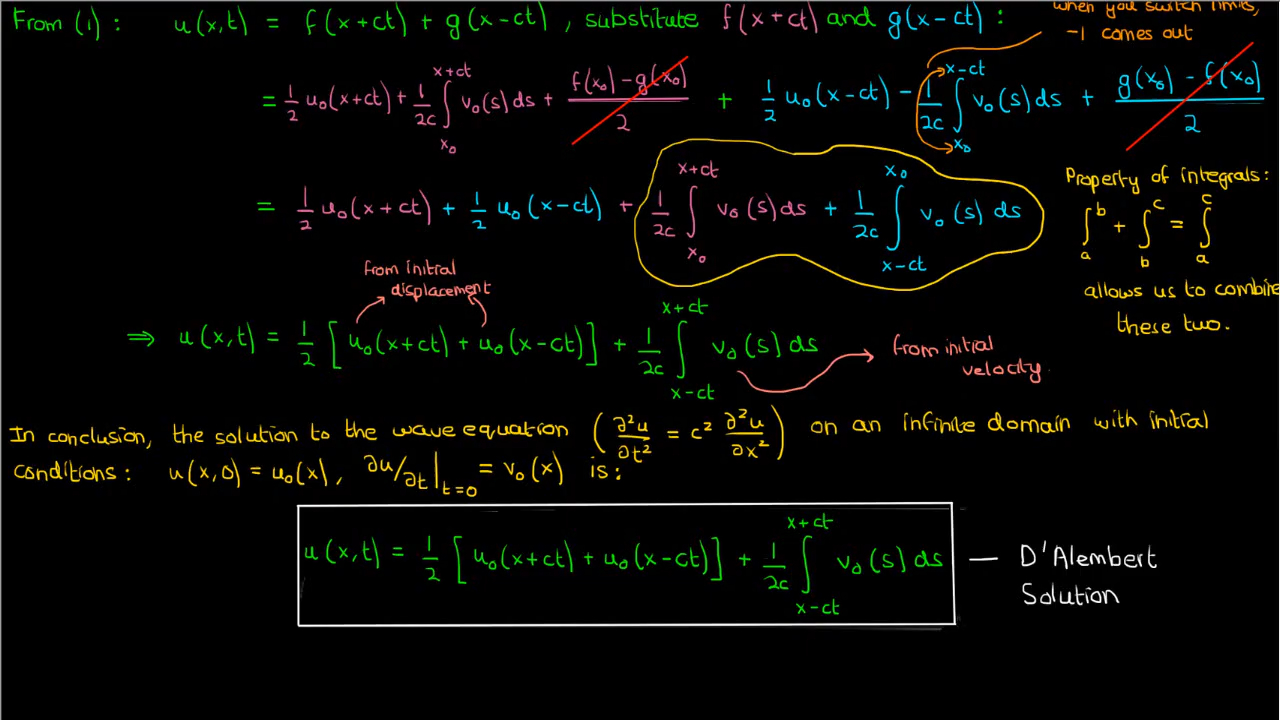 when you switch limits,
-1 comes out
From (1): u(x,t) = f(x+ct) + g(x-ct), substitute f(x+ct) and g(x-ct):
= 1/2 u₀(x+ct) + 1/2c ∫_{x₀}^{x+ct} v₀(s) ds + (f(x₀) - g(x₀))/2 + 1/2 u₀(x-ct) - 1/2c ∫_{x₀}^{x-ct} v₀(s) ds + (g(x₀) - f(x₀))/2
= 1/2 u₀(x+ct) + 1/2 u₀(x-ct) + 1/2c ∫_{x₀}^{x+ct} v₀(s) ds + 1/2c ∫_{x-ct}^{x₀} v₀(s) ds
Property of integrals:
∫_a^b + ∫_b^c = ∫_a^c
allows us to combine
these two.
from initial
displacement
⇒ u(x,t) = 1/2 [u₀(x+ct) + u₀(x-ct)] + 1/2c ∫_{x-ct}^{x+ct} v₀(s) ds
from initial
velocity.
In conclusion, the solution to the wave equation (∂²u/∂t² = c² ∂²u/∂x²) on an infinite domain with initial
conditions: u(x,0) = u₀(x), ∂u/∂t|_{t=0} = v₀(x) is:
u(x,t) = 1/2 [u₀(x+ct) + u₀(x-ct)] + 1/2c ∫_{x-ct}^{x+ct} v₀(s) ds — D'Alembert
Solution